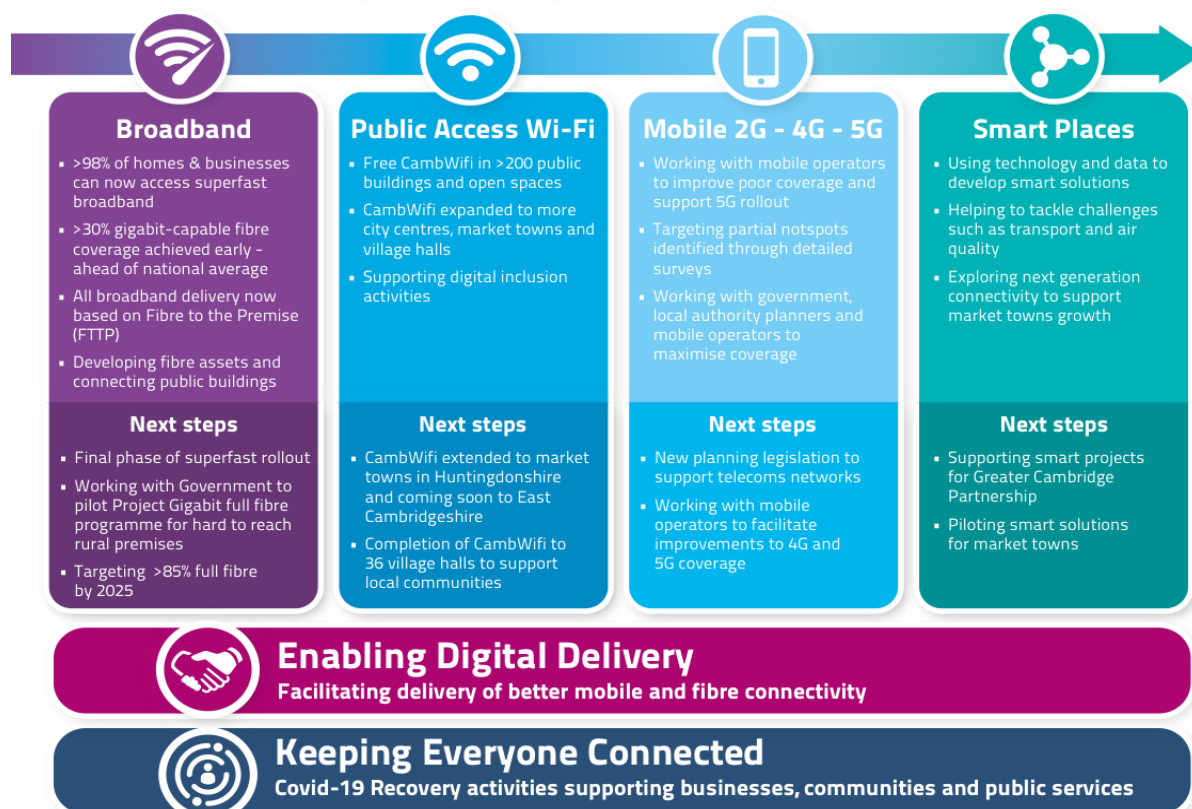 Broadband
▪ >98% of homes & businesses
can now access superfast
broadband
▪ >30% gigabit-capable fibre
coverage achieved early -
ahead of national average
▪ All broadband delivery now
based on Fibre to the Premise
(FTTP)
▪ Developing fibre assets and
connecting public buildings
Next steps
▪ Final phase of superfast rollout
▪ Working with Government to
pilot Project Gigabit full fibre
programme for hard to reach
rural premises
▪ Targeting >85% full fibre
by 2025
Public Access Wi-Fi
▪ Free CambWifi in >200 public
buildings and open spaces
▪ CambWifi expanded to more
city centres, market towns and
village halls
▪ Supporting digital inclusion
activities
Next steps
▪ CambWifi extended to market
towns in Huntingdonshire
and coming soon to East
Cambridgeshire
▪ Completion of CambWifi to
36 village halls to support
local communities
Mobile 2G - 4G - 5G
▪ Working with mobile operators
to improve poor coverage and
support 5G rollout
▪ Targeting partial notspots
identified through detailed
surveys
▪ Working with government,
local authority planners and
mobile operators to
maximise coverage
Next steps
▪ New planning legislation to
support telecoms networks
▪ Working with mobile
operators to facilitate
improvements to 4G and
5G coverage
Smart Places
▪ Using technology and data to
develop smart solutions
▪ Helping to tackle challenges
such as transport and air
quality
▪ Exploring next generation
connectivity to support
market towns growth
Next steps
▪ Supporting smart projects
for Greater Cambridge
Partnership
▪ Piloting smart solutions
for market towns
Enabling Digital Delivery
Facilitating delivery of better mobile and fibre connectivity
Keeping Everyone Connected
Covid-19 Recovery activities supporting businesses, communities and public services